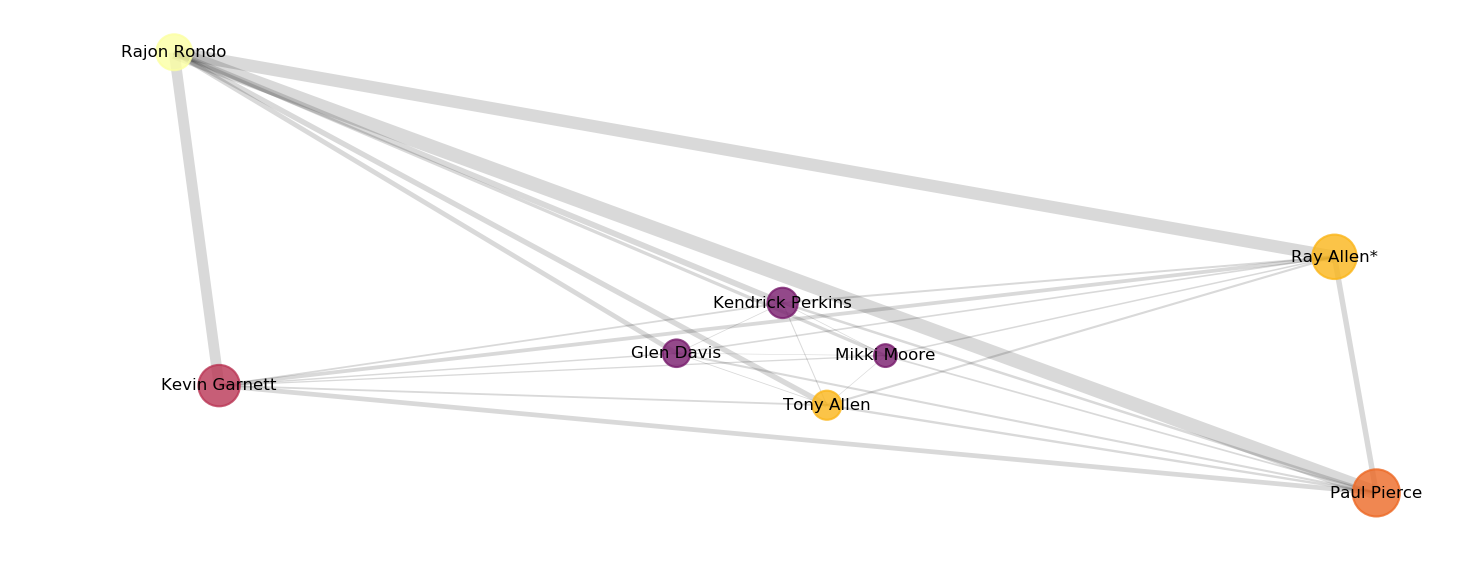 Rajon Rondo
Ray Allen*
Kendrick Perkins
Glen Davis
Mikki Moore
Kevin Garnett
Tony Allen
Paul Pierce